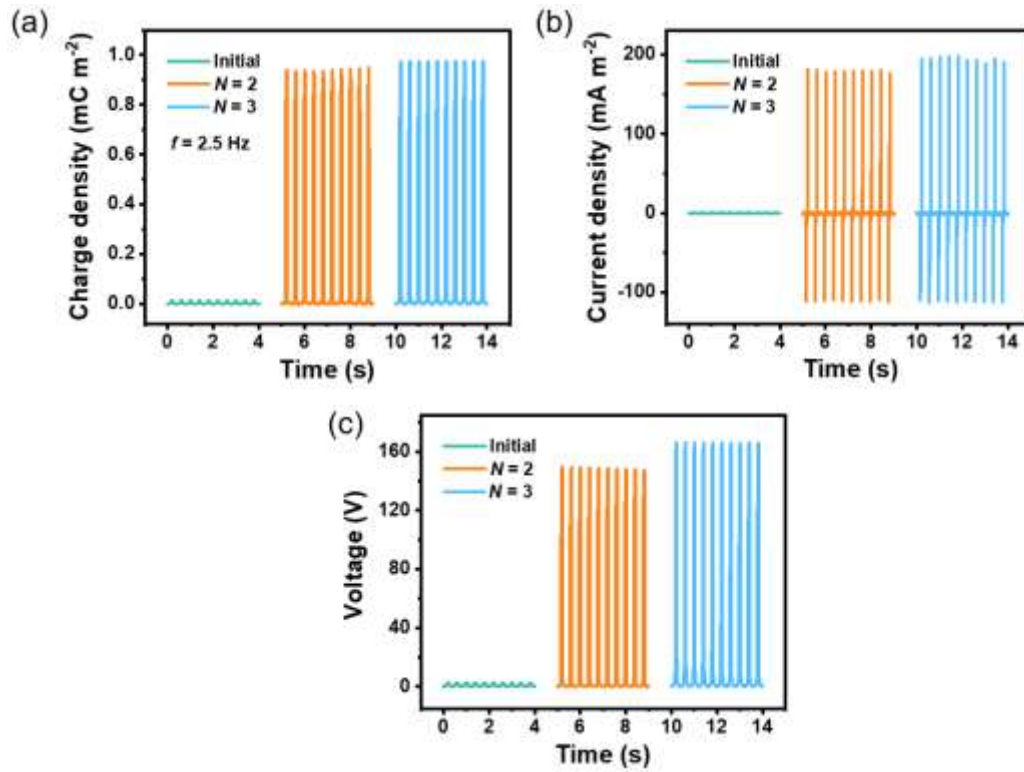 (a)
Charge density (mC m⁻²)
1.0
0.8
0.6
0.4
0.2
0.0
Initial
N = 2
N = 3
f = 2.5 Hz
0 2 4 6 8 10 12 14
Time (s)
(b)
Current density (mA m⁻²)
200
100
0
-100
Initial
N = 2
N = 3
0 2 4 6 8 10 12 14
Time (s)
(c)
Voltage (V)
160
120
80
40
0
Initial
N = 2
N = 3
0 2 4 6 8 10 12 14
Time (s)